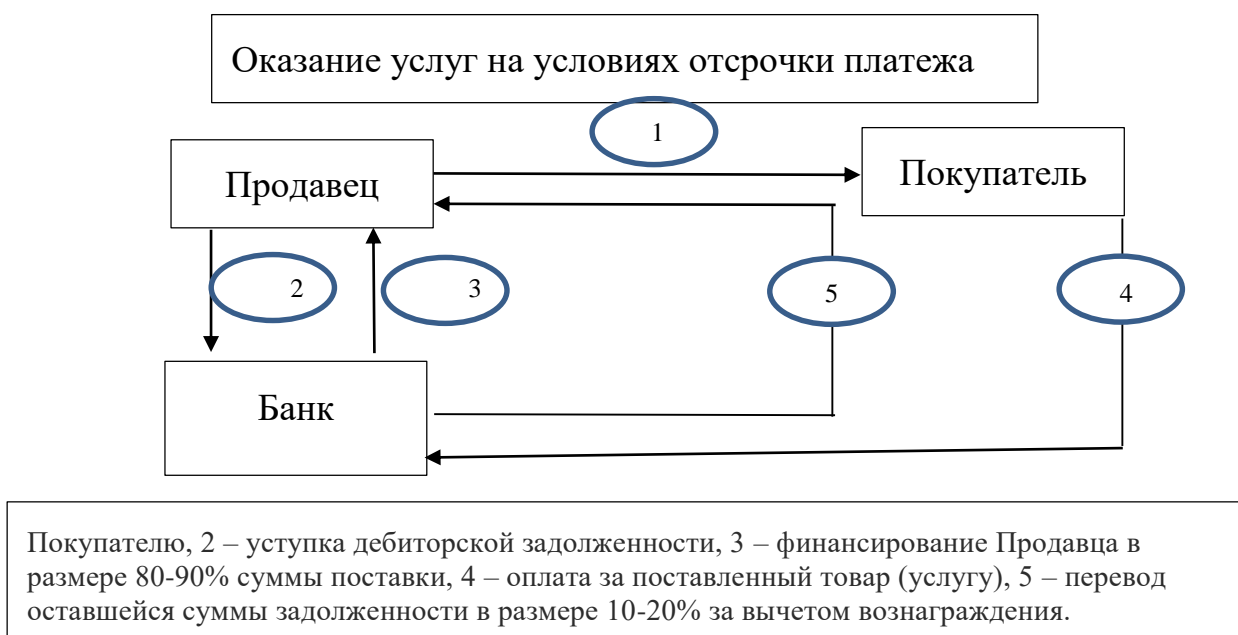 Оказание услуг на условиях отсрочки платежа
1
Продавец
Покупатель
2
3
5
4
Банк
Покупателю, 2 – уступка дебиторской задолженности, 3 – финансирование Продавца в
размере 80-90% суммы поставки, 4 – оплата за поставленный товар (услугу), 5 – перевод
оставшейся суммы задолженности в размере 10-20% за вычетом вознаграждения.